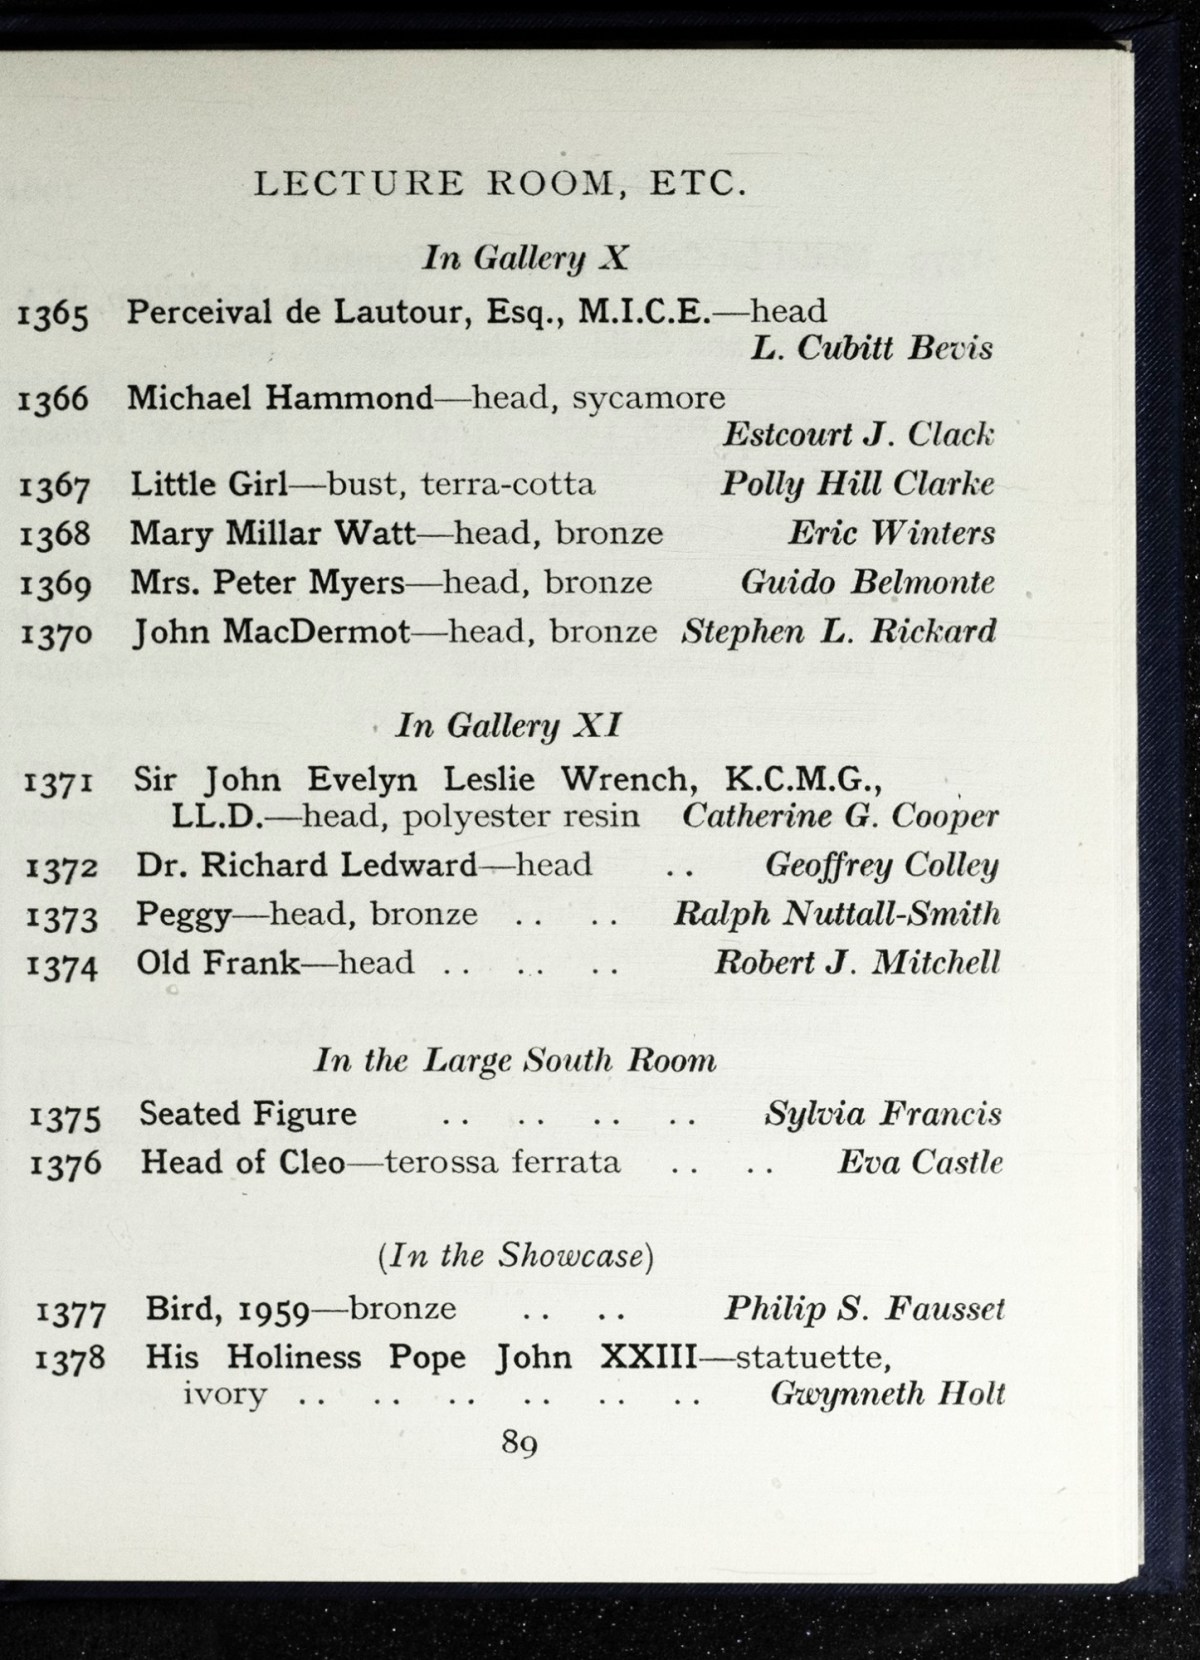 LECTURE ROOM, ETC.
In Gallery X
1365 Perceival de Lautour, Esq., M.I.C.E.—head
L. Cubitt Bevis
1366 Michael Hammond—head, sycamore
Estcourt J. Clack
1367 Little Girl—bust, terra-cotta Polly Hill Clarke
1368 Mary Millar Watt—head, bronze Eric Winters
1369 Mrs. Peter Myers—head, bronze Guido Belmonte
1370 John MacDermot—head, bronze Stephen L. Rickard
In Gallery XI
1371 Sir John Evelyn Leslie Wrench, K.C.M.G.,
LL.D.—head, polyester resin Catherine G. Cooper
1372 Dr. Richard Ledward—head .. Geoffrey Colley
1373 Peggy—head, bronze .. .. Ralph Nuttall-Smith
1374 Old Frank—head .. .. .. Robert J. Mitchell
In the Large South Room
1375 Seated Figure .. .. .. .. Sylvia Francis
1376 Head of Cleo—terossa ferrata .. .. Eva Castle
(In the Showcase)
1377 Bird, 1959—bronze .. .. Philip S. Fausset
1378 His Holiness Pope John XXIII—statuette,
ivory .. .. .. .. .. .. Gwynneth Holt
89